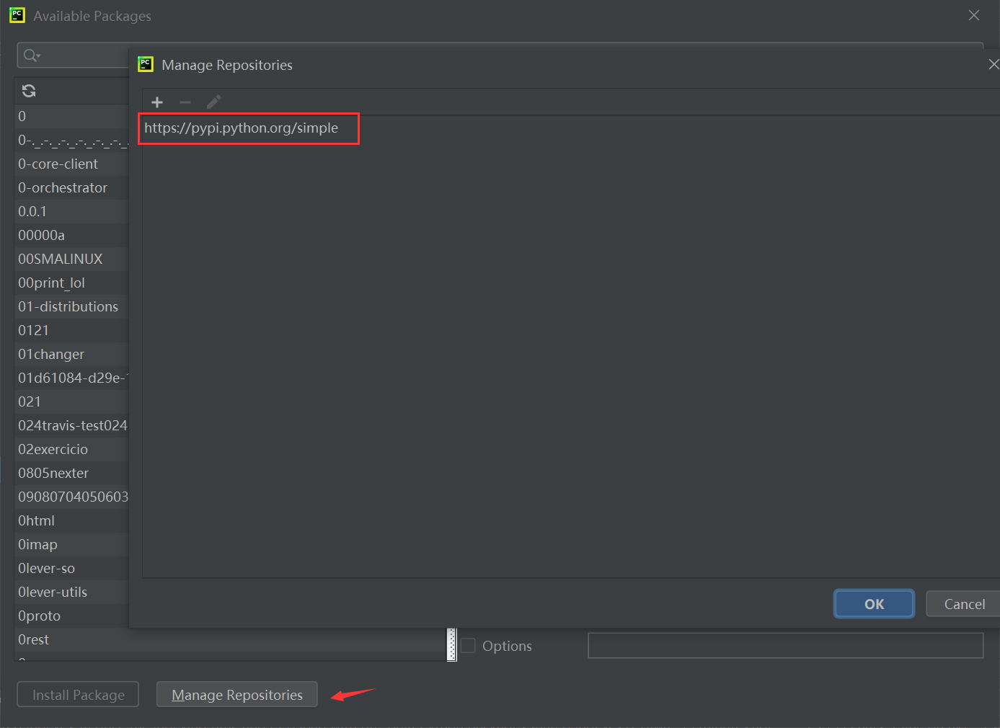 Available Packages
Manage Repositories
https://pypi.python.org/simple
0
0-._.-._.-._.-._.-._.-._.
0-core-client
0-orchestrator
0.0.1
00000a
00SMALINUX
00print_lol
01-distributions
0121
01changer
01d61084-d29e-1
021
024travis-test024
02exercicio
0805nexter
09080704050603
0html
0imap
0lever-so
0lever-utils
0proto
0rest
OK
Cancel
Options
Install Package
Manage Repositories